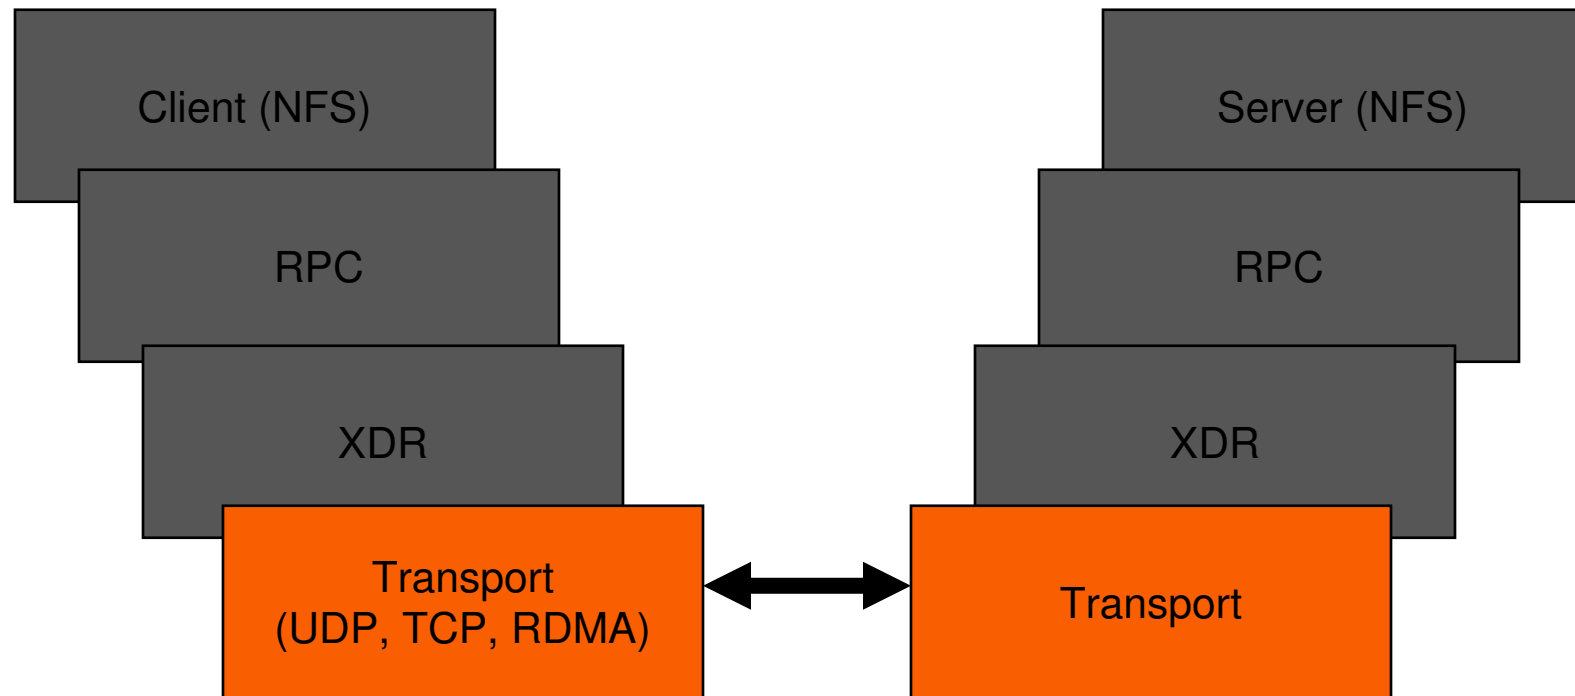 Client (NFS)
Server (NFS)
RPC
RPC
XDR
XDR
Transport
(UDP, TCP, RDMA)
Transport